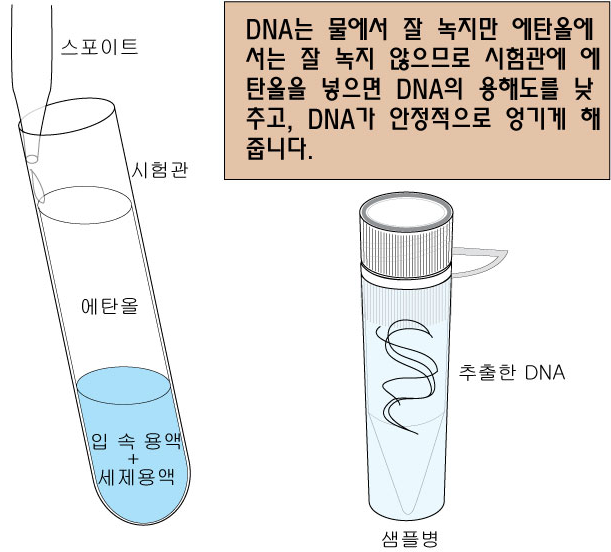 DNA는 물에서 잘 녹지만 에탄올에
서는 잘 녹지 않으므로 시험관에 에
탄올을 넣으면 DNA의 용해도를 낮
추고, DNA가 안정적으로 엉기게 해
줍니다.
스포이트
시험관
에탄올
입 속 용액
+
세제용액
추출한 DNA
샘플병